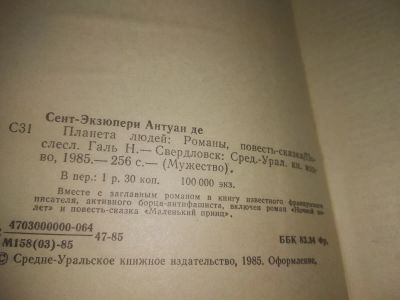 Сент-Экзюпери Антуан де
С31 Планета людей: Романы, повесть-сказка/По-
слесл. Галь Н.— Свердловск: Сред.-Урал. кн. изд-
во, 1985.— 256 с.— (Мужество).
В пер.: 1 р. 30 коп. 100 000 экз.
Вместе с заглавным романом в книгу известного французского
писателя, активного борца-антифашиста, включен роман «Ночной по-
лет» и повесть-сказка «Маленький принц».
4703000000-064
М158(03)-85
47-85
ББК 83.34 Фр.
© Средне-Уральское книжное издательство, 1985. Оформление.